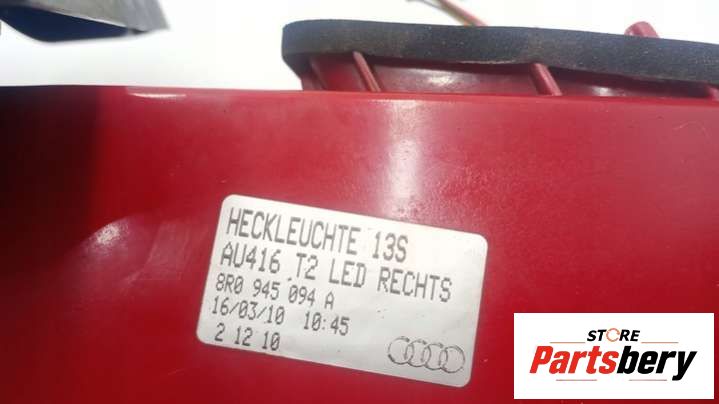 HECKLEUCHTE 13S
AU416 T2 LED RECHTS
8R0 945 094 A
16/03/10 10:45
2 12 10
STORE
Partsbery